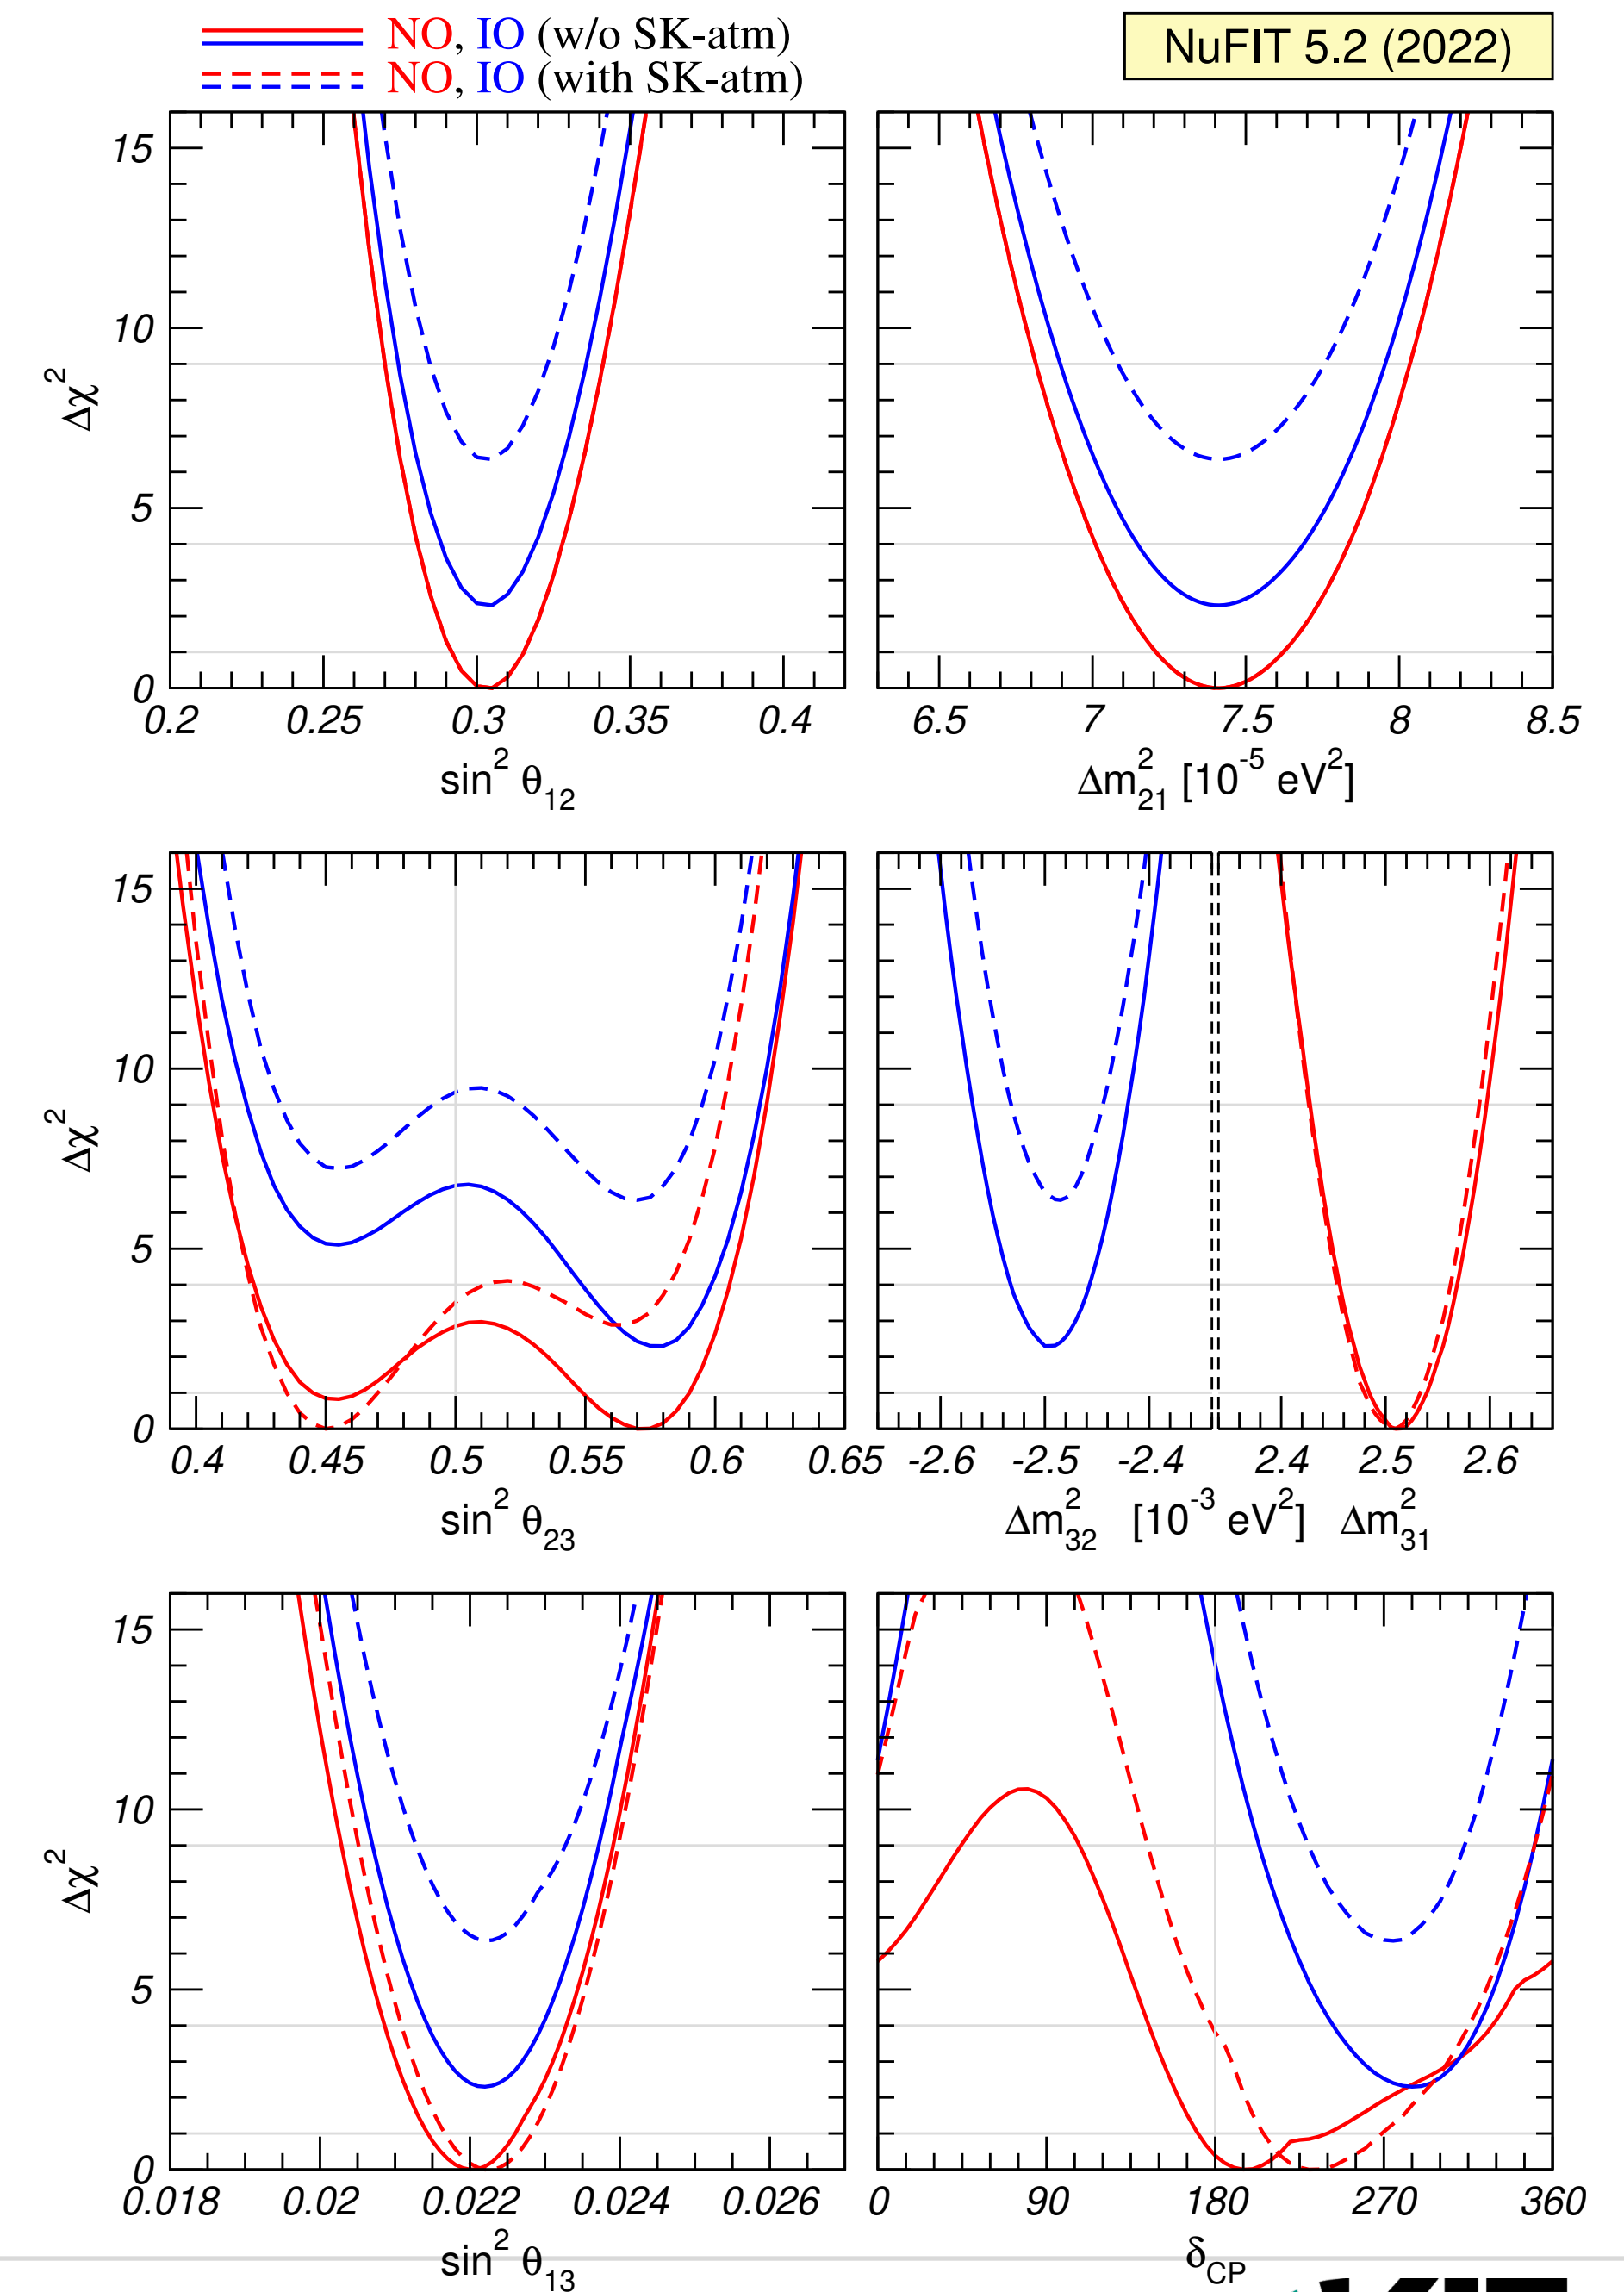 NO, IO (w/o SK-atm)
NO, IO (with SK-atm)
NuFIT 5.2 (2022)
15
10
5
0
Δχ²
0.2 0.25 0.3 0.35 0.4
sin² θ₁₂
6.5 7 7.5 8 8.5
Δm²₂₁ [10⁻⁵ eV²]
15
10
5
0
Δχ²
0.4 0.45 0.5 0.55 0.6 0.65
sin² θ₂₃
-2.6 -2.5 -2.4 2.4 2.5 2.6
Δm²₃₂ [10⁻³ eV²] Δm²₃₁
15
10
5
0
Δχ²
0.018 0.02 0.022 0.024 0.026
sin² θ₁₃
0 90 180 270 360
δCP